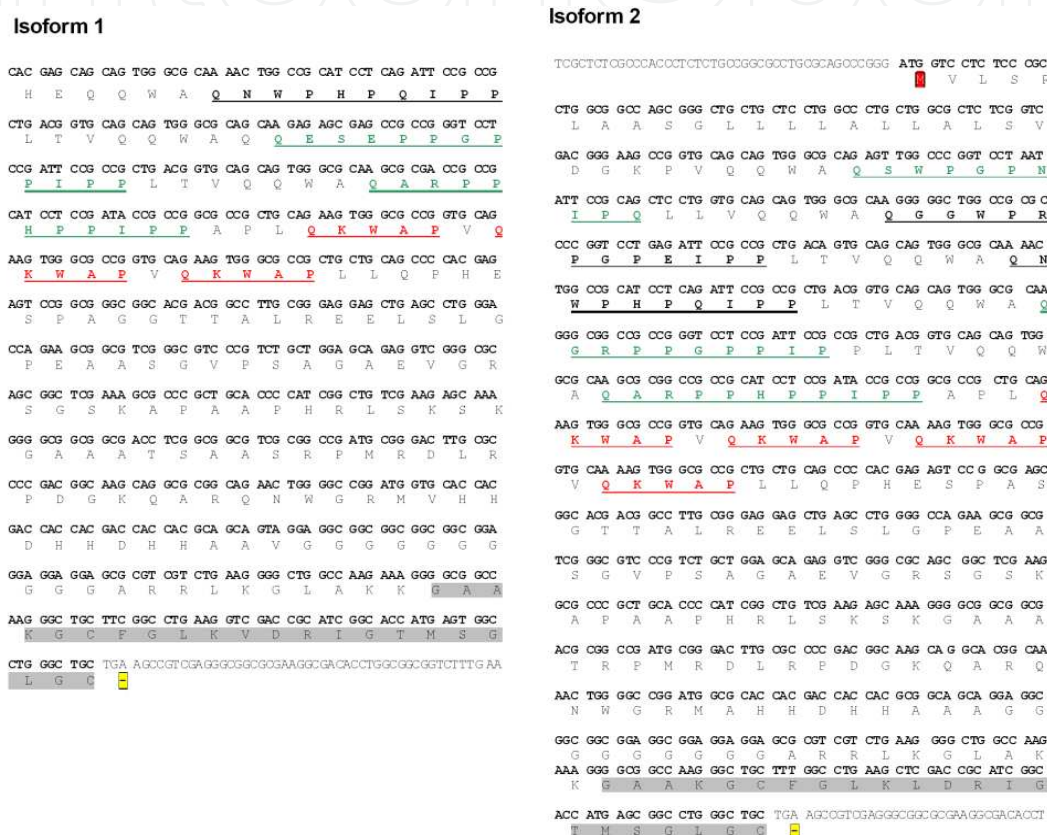 Isoform 1
CAC GAG CAG CAG TGG GCG CAA AAC TGG CCG CAT CCT CAG ATT CCG CCG
H E Q Q W A Q N W P H P Q I P P
CTG ACG GTG CAG CAG TGG GCG CAG CAA GAG AGC GAG CCG CCG GGT CCT
L T V Q Q W A Q Q E S E P P G P
CCG ATT CCG CCG CTG ACG GTG CAG CAG TGG GCG CAA GCG CGA CCG CCG
P I P P L T V Q Q W A Q A R P P
CAT CCT CCG ATA CCG CCG GCG CCG CTG CAG AAG TGG GCG CCG GTG CAG
H P P I P P A P L Q K W A P V Q
AAG TGG GCG CCG GTG CAG AAG TGG GCG CCG CTG CTG CAG CCC CAC GAG
K W A P V Q K W A P L L Q P H E
AGT CCG GCG GGC GGC ACG ACG GCC TTG CGG GAG GAG CTG AGC CTG GGA
S P A G G T T A L R E E L S L G
CCA GAA GCG GCG TCG GGC GTC CCG TCT GCT GGA GCA GAG GTC GGG CGC
P E A A S G V P S A G A E V G R
AGC GGC TCG AAA GCG CCC GCT GCA CCC CAT CGG CTG TCG AAG AGC AAA
S G S K A P A A P H R L S K S K
GGG GCG GCG GCG ACC TCG GCG GCG TCG CGG CCG ATG CGG GAC TTG CGC
G A A A T S A A S R P M R D L R
CCC GAC GGC AAG CAG GCG CGG CAG AAC TGG GGC CGG ATG GTG CAC CAC
P D G K Q A R Q N W G R M V H H
GAC CAC CAC GAC CAC CAC GCA GCA GTA GGA GGC GGC GGC GGC GGC GGA
D H H D H H A A V G G G G G G G
GGA GGA GGA GCG CGT CGT CTG AAG GGG CTG GCC AAG AAA GGG GCG GCC
G G G A R R L K G L A K K G A A
AAG GGC TGC TTC GGC CTG AAG GTC GAC CGC ATC GGC ACC ATG AGT GGC
K G C F G L K V D R I G T M S G
CTG GGC TGC TGA AGCCGTCGAGGGCGGCGCGAAGGCGACACCTGGCGGCGGTCTTTGAA
L G C -
Isoform 2
TCGCTCTCGCCCACCCTCTCTGCCGGCGCCTGCGCAGCCCGGG ATG GTC CTC TCC CGC
M V L S R
CTG GCG GCC AGC GGG CTG CTG CTC CTG GCC CTG CTG GCG CTC TCG GTC
L A A S G L L L L A L L A L S V
GAC GGG AAG CCG GTG CAG CAG TGG GCG CAG AGT TGG CCC GGT CCT AAT
D G K P V Q Q W A Q S W P G P N
ATT CCG CAG CTC CTG GTG CAG CAG TGG GCG CAA GGG GGC TGG CCG CGC
I P Q L L V Q Q W A Q G G W P R
CCC GGT CCT GAG ATT CCG CCG CTG ACA GTG CAG CAG TGG GCG CAA AAC
P G P E I P P L T V Q Q W A Q N
TGG CCG CAT CCT CAG ATT CCG CCG CTG ACG GTG CAG CAG TGG GCG CAA
W P H P Q I P P L T V Q Q W A Q
GGG CGG CCG CCG GGT CCT CCG ATT CCG CCG CTG ACG GTG CAG CAG TGG
G R P P G P P I P P L T V Q Q W
GCG CAA GCG CGG CCG CCG CAT CCT CCG ATA CCG CCG GCG CCG CTG CAG
A Q A R P P H P P I P P A P L Q
AAG TGG GCG CCG GTG CAG AAG TGG GCG CCG GTG CAA AAG TGG GCG CCG
K W A P V Q K W A P V Q K W A P
GTG CAA AAG TGG GCG CCG CTG CTG CAG CCC CAC GAG AGT CCG GCG AGC
V Q K W A P L L Q P H E S P A S
GGC ACG ACG GCC TTG CGG GAG GAG CTG AGC CTG GGG CCA GAA GCG GCG
G T T A L R E E L S L G P E A A
TCG GGC GTC CCG TCT GCT GGA GCA GAG GTC GGG CGC AGC GGC TCG AAG
S G V P S A G A E V G R S G S K
GCG CCC GCT GCA CCC CAT CGG CTG TCG AAG AGC AAA GGG GCG GCG GCG
A P A A P H R L S K S K G A A A
ACG CGG CCG ATG CGG GAC TTG CGC CCC GAC GGC AAG CAG GCA CGG CAA
T R P M R D L R P D G K Q A R Q
AAC TGG GGC CGG ATG GCG CAC CAC GAC CAC CAC GCG GCA GCA GGA GGC
N W G R M A H H D H H A A A G G
GGC GGC GGA GGC GGA GGA GGA GCG CGT CGT CTG AAG GGG CTG GCC AAG
G G G G G G G A R R L K G L A K
AAA GGG GCG GCC AAG GGC TGC TTT GGC CTG AAG CTC GAC CGC ATC GGC
K G A A K G C F G L K L D R I G
ACC ATG AGC GGC CTG GGC TGC TGA AGCCGTCGAGGGCGGCGCGAAGGCGACACCT
T M S G L G C -